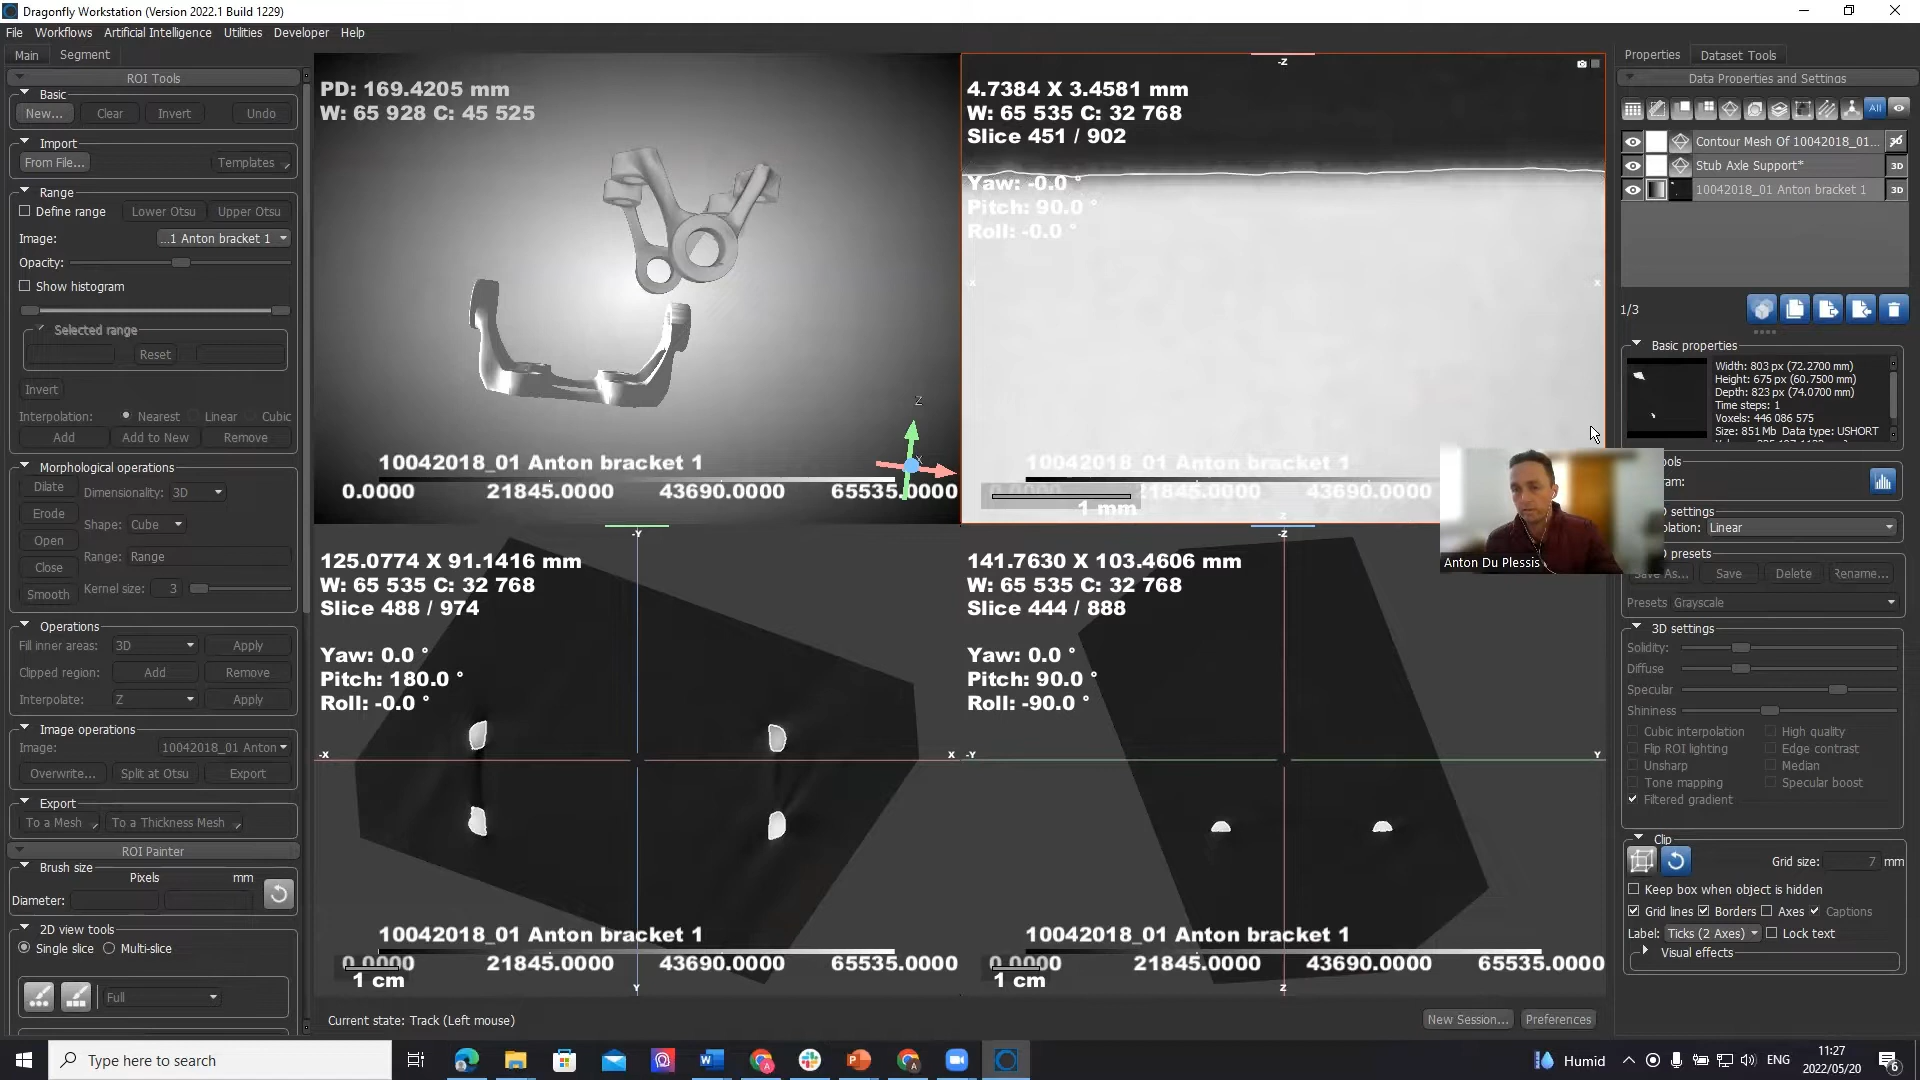 Dragonfly Workstation (Version 2022.1 Build 1229)
File Workflows Artificial Intelligence Utilities Developer Help
Main Segment
ROI Tools
Basic
New... Clear Invert Undo
Import
From File... Templates
Range
Define range Lower Otsu Upper Otsu
Image: ...1 Anton bracket 1
Opacity:
Show histogram
Selected range
Reset
Invert
Interpolation: Nearest Linear Cubic
Add Add to New Remove
Morphological operations
Dilate Dimensionality: 3D
Erode Shape: Cube
Open
Range: Range
Close
Kernel size: 3
Smooth
Operations
Fill inner areas: 3D Apply
Clipped region: Add Remove
Interpolate: Z Apply
Image operations
Image: 10042018_01 Anton
Overwrite... Split at Otsu Export
Export
To a Mesh To a Thickness Mesh
ROI Painter
Brush size
Pixels mm
Diameter:
2D view tools
Single slice Multi-slice
Full
PD: 169.4205 mm
W: 65 928 C: 45 525
Z
X
10042018_01 Anton bracket 1
0.0000 21845.0000 43690.0000 65535.0000
-Z
4.7384 X 3.4581 mm
W: 65 535 C: 32 768
Slice 451 / 902
Yaw: -0.0 °
Pitch: 90.0 °
Roll: -0.0 °
X X
10042018_01 Anton bracket 1
21845.0000 43690.0000
1 mm
-Y
125.0774 X 91.1416 mm
W: 65 535 C: 32 768
Slice 488 / 974
Yaw: 0.0 °
Pitch: 180.0 °
Roll: -0.0 °
-X X
10042018_01 Anton bracket 1
0.0000 21845.0000 43690.0000 65535.0000
1 cm
Y
-Z
141.7630 X 103.4606 mm
W: 65 535 C: 32 768
Slice 444 / 888
Yaw: 0.0 °
Pitch: 90.0 °
Roll: -90.0 °
-Y Y
10042018_01 Anton bracket 1
0.0000 21845.0000 43690.0000 65535.0000
1 cm
Z
Current state: Track (Left mouse)
New Session... Preferences
Properties Dataset Tools
Data Properties and Settings
All
Contour Mesh Of 10042018_01...
Stub Axle Support* 3D
10042018_01 Anton bracket 1 3D
1/3
Basic properties
Width: 803 px (72.2700 mm)
Height: 675 px (60.7500 mm)
Depth: 823 px (74.0700 mm)
Time steps: 1
Voxels: 446 086 575
Size: 851Mb Data type: USHORT
ools
ram:
D settings
olation: Linear
D presets
Save As... Save Delete Rename...
Presets Grayscale
3D settings
Solidity:
Diffuse
Specular
Shininess
Cubic interpolation High quality
Flip ROI lighting Edge contrast
Unsharp Median
Tone mapping Specular boost
Filtered gradient
Clip
Grid size: 7 mm
Keep box when object is hidden
Grid lines Borders Axes Captions
Label: Ticks (2 Axes) Lock text
Visual effects
Anton Du Plessis
Type here to search
Humid
ENG
11:27
2022/05/20
6